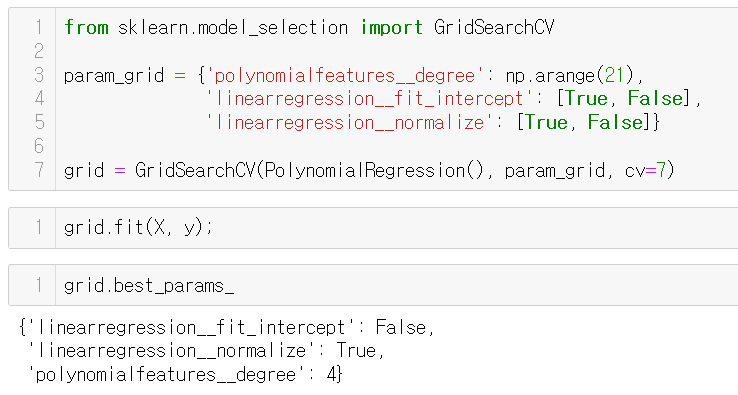 1 from sklearn.model_selection import GridSearchCV
2
3 param_grid = {'polynomialfeatures__degree': np.arange(21),
4 'linearregression__fit_intercept': [True, False],
5 'linearregression__normalize': [True, False]}
6
7 grid = GridSearchCV(PolynomialRegression(), param_grid, cv=7)
1 grid.fit(X, y);
1 grid.best_params_
{'linearregression__fit_intercept': False,
'linearregression__normalize': True,
'polynomialfeatures__degree': 4}